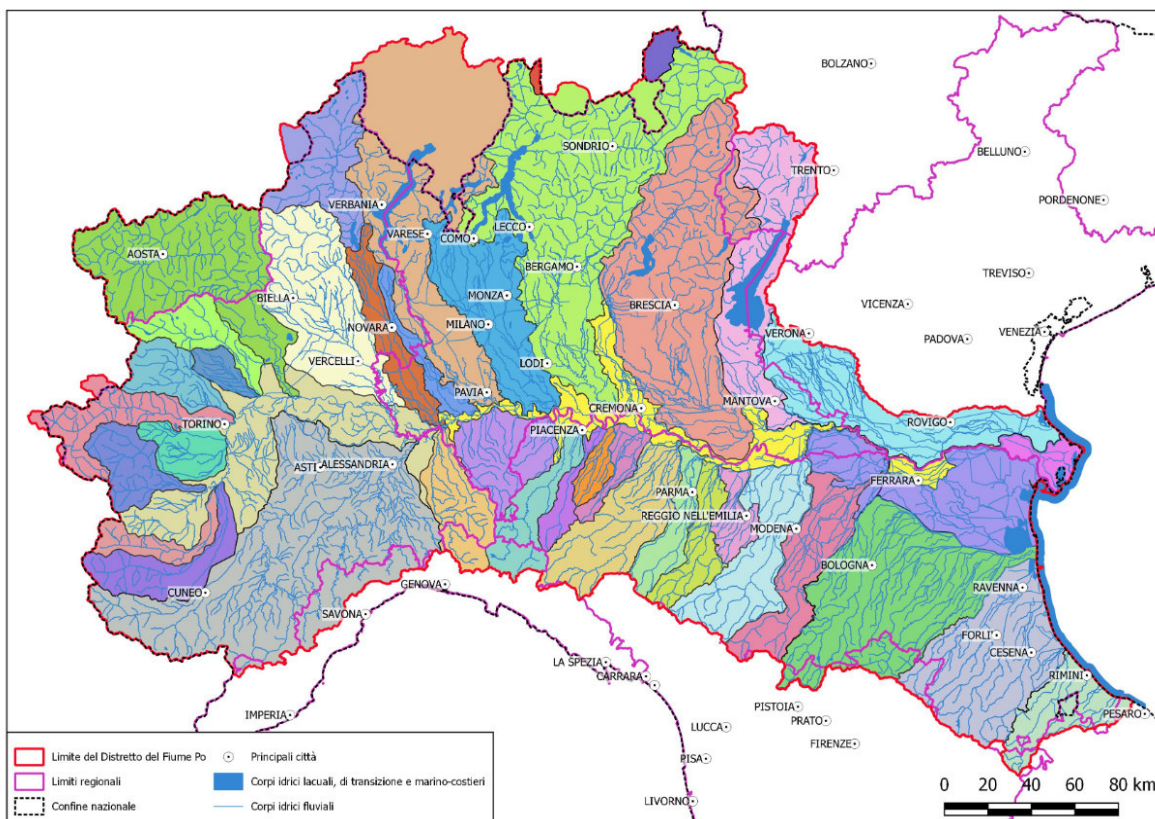 BOLZANO
BELLUNO
SONDRIO
TRENTO
PORDENONE
VERBANIA
VARESE
COMO
LECCO
AOSTA
BERGAMO
TREVISO
BIELLA
MONZA
BRESCIA
VICENZA
NOVARA
MILANO
VERONA
PADOVA
VENEZIA
VERCELLI
LODI
PAVIA
MANTOVA
CREMONA
TORINO
PIACENZA
ROVIGO
ASTI
ALESSANDRIA
FERRARA
PARMA
REGGIO NELL'EMILIA
MODENA
BOLOGNA
CUNEO
GENOVA
RAVENNA
SAVONA
FORLI'
CESENA
LA SPEZIA
CARRARA
RIMINI
IMPERIA
PISTOIA
PESARO
LUCCA
PRATO
FIRENZE
PISA
LIVORNO
Limite del Distretto del Fiume Po
Principali città
Limiti regionali
Corpi idrici lacuali, di transizione e marino-costieri
Confine nazionale
Corpi idrici fluviali
0 20 40 60 80 km